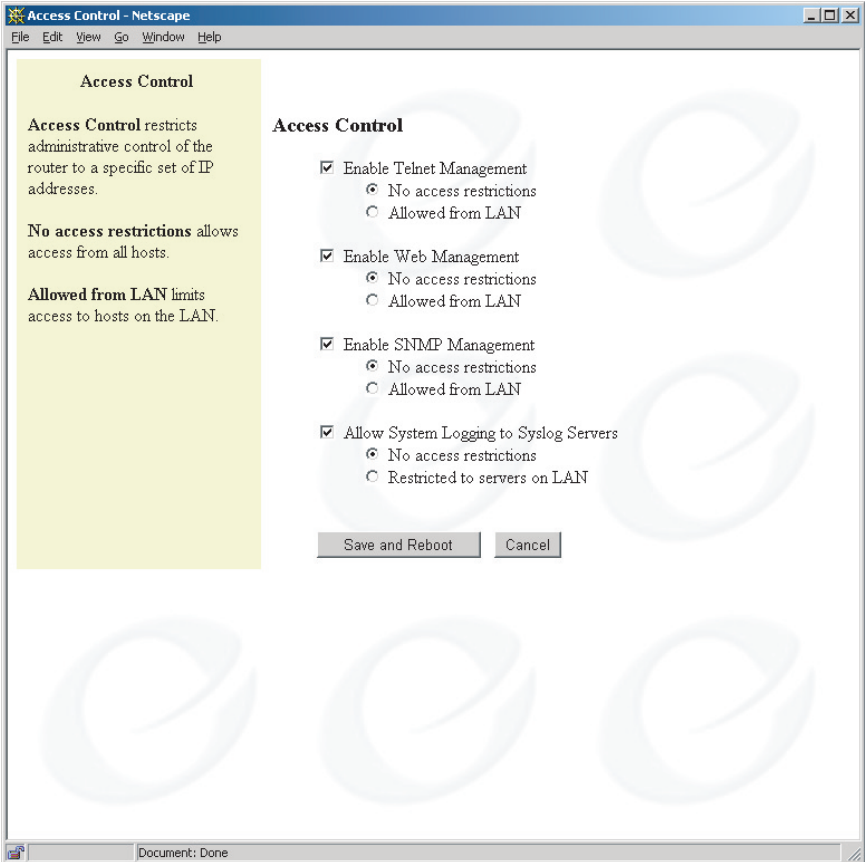 Access Control - Netscape
File Edit View Go Window Help
Access Control
Access Control restricts
administrative control of the
router to a specific set of IP
addresses.
No access restrictions allows
access from all hosts.
Allowed from LAN limits
access to hosts on the LAN.
Access Control
Enable Telnet Management
No access restrictions
Allowed from LAN
Enable Web Management
No access restrictions
Allowed from LAN
Enable SNMP Management
No access restrictions
Allowed from LAN
Allow System Logging to Syslog Servers
No access restrictions
Restricted to servers on LAN
Save and Reboot Cancel
Document: Done